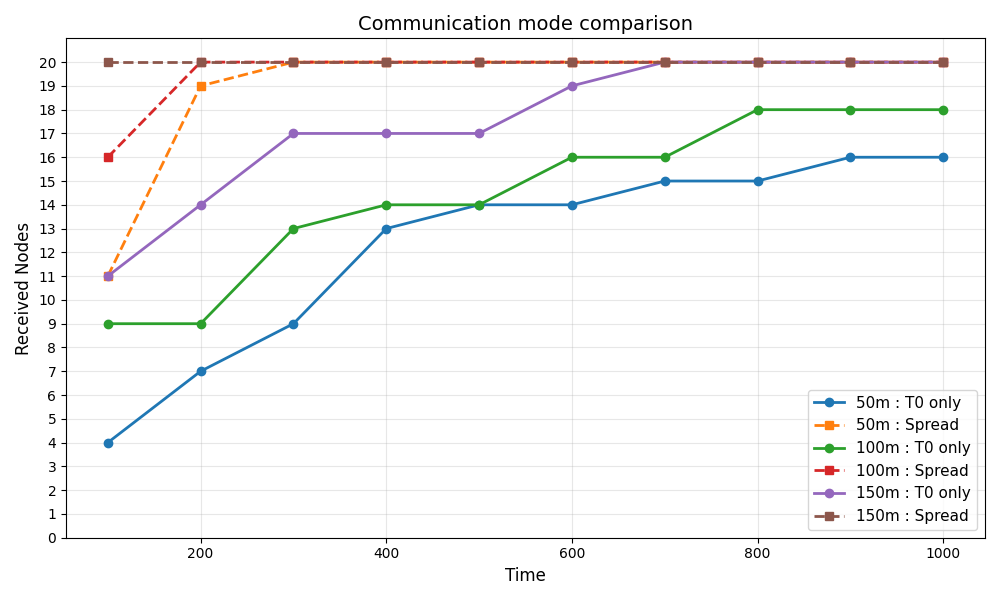 Communication mode comparison
Received Nodes
20
19
18
17
16
15
14
13
12
11
10
9
8
7
6
5
4
3
2
1
0
50m : T0 only
50m : Spread
100m : T0 only
100m : Spread
150m : T0 only
150m : Spread
200 400 600 800 1000
Time